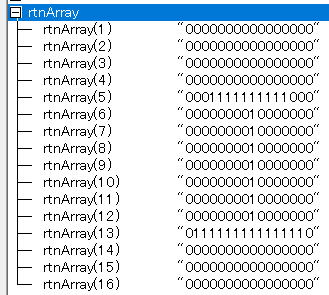 rtnArray
rtnArray(1) "0000000000000000"
rtnArray(2) "0000000000000000"
rtnArray(3) "0000000000000000"
rtnArray(4) "0000000000000000"
rtnArray(5) "0001111111111000"
rtnArray(6) "0000000010000000"
rtnArray(7) "0000000010000000"
rtnArray(8) "0000000010000000"
rtnArray(9) "0000000010000000"
rtnArray(10) "0000000010000000"
rtnArray(11) "0000000010000000"
rtnArray(12) "0000000010000000"
rtnArray(13) "0111111111111110"
rtnArray(14) "0000000000000000"
rtnArray(15) "0000000000000000"
rtnArray(16) "0000000000000000"